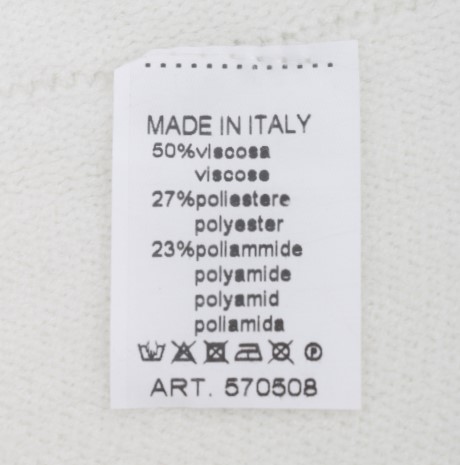 MADE IN ITALY
50%viscosa
viscose
27%poliestere
polyester
23%poliammide
polyamide
polyamid
poliamida
ART. 570508